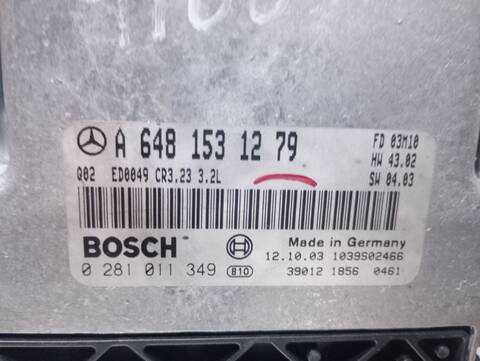 A 648 153 12 79
FD 03M10
HW 43.02
Q02 ED0049 CR3.23 3.2L
SW 04.03
BOSCH
Made in Germany
12.10.03 1039S02466
0 281 011 349 810
39012 1856 0461